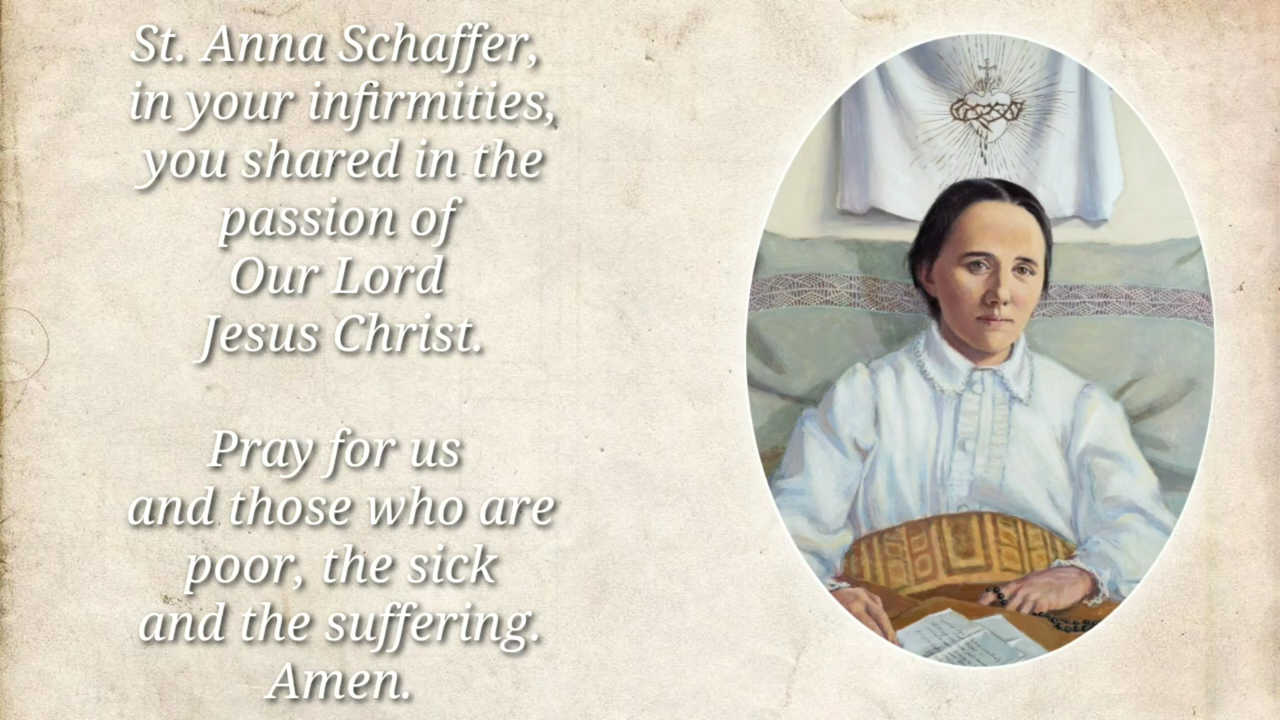 St. Anna Schaffer,
in your infirmities,
you shared in the
passion of
Our Lord
Jesus Christ.
Pray for us
and those who are
poor, the sick
and the suffering.
Amen.